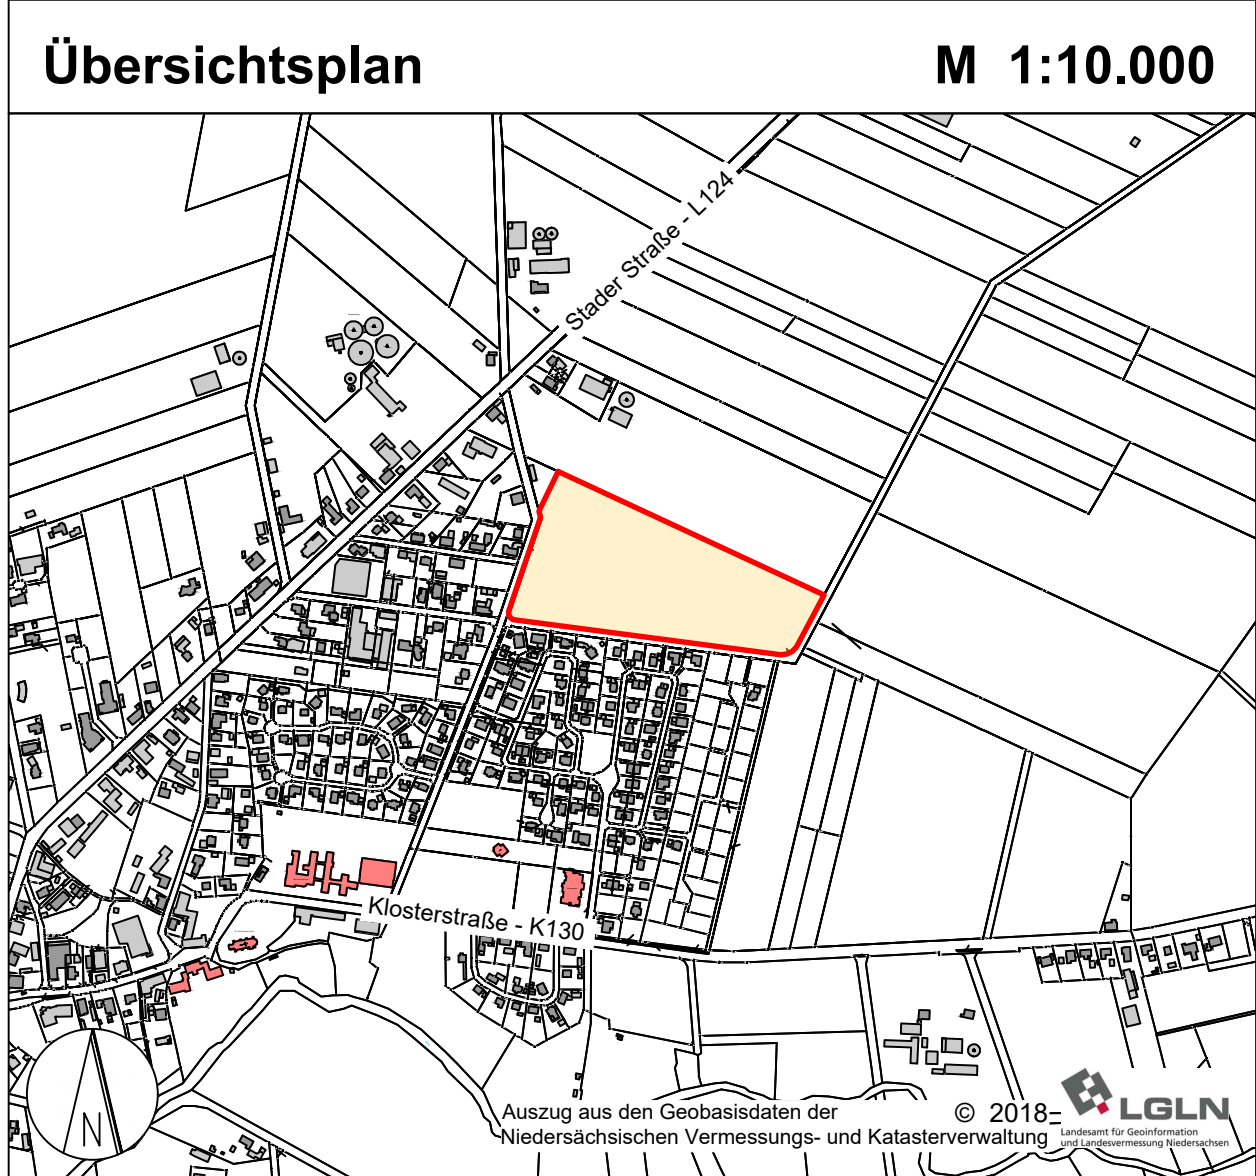 Übersichtsplan
M 1:10.000
Stader Straße - L124
Klosterstraße - K130
N
Auszug aus den Geobasisdaten der
Niedersächsischen Vermessungs- und Katasterverwaltung
© 2018
LGLN
Landesamt für Geoinformation
und Landesvermessung Niedersachsen